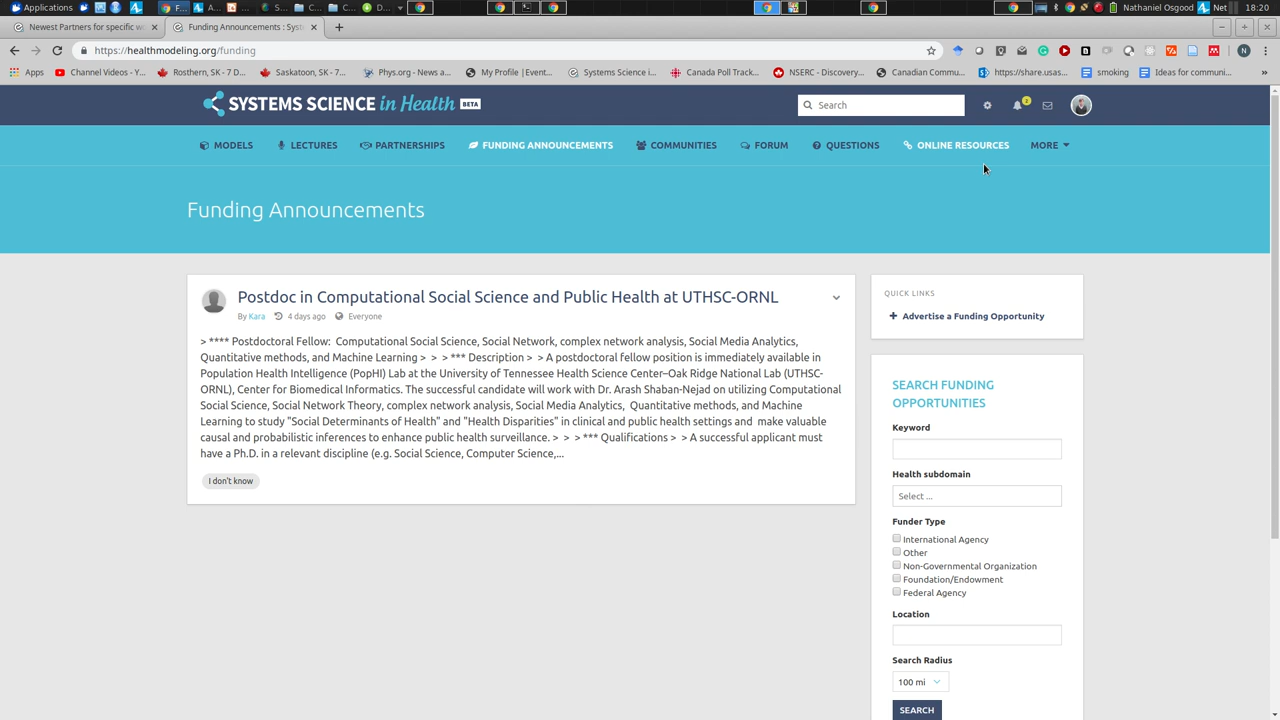 Applications
F...
S...
C...
C...
D...
Nathaniel Osgood
Net
18:20
Newest Partners for specific w
Funding Announcements : Syste
https://healthmodeling.org/funding
N
Apps
Channel Videos - Y...
Rosthern, SK - 7 D...
Saskatoon, SK - 7...
Phys.org - News a...
My Profile |Event...
Systems Science i...
Canada Poll Track...
NSERC - Discovery...
Canadian Commu...
https://share.usas...
smoking
Ideas for communi...
»
SYSTEMS SCIENCE in Health BETA
Search
MODELS
LECTURES
PARTNERSHIPS
FUNDING ANNOUNCEMENTS
COMMUNITIES
FORUM
QUESTIONS
ONLINE RESOURCES
MORE
Funding Announcements
Postdoc in Computational Social Science and Public Health at UTHSC-ORNL
By Kara 4 days ago Everyone
> **** Postdoctoral Fellow: Computational Social Science, Social Network, complex network analysis, Social Media Analytics,
Quantitative methods, and Machine Learning > > > *** Description > > A postdoctoral fellow position is immediately available in
Population Health Intelligence (PopHI) Lab at the University of Tennessee Health Science Center–Oak Ridge National Lab (UTHSC-
ORNL), Center for Biomedical Informatics. The successful candidate will work with Dr. Arash Shaban-Nejad on utilizing Computational
Social Science, Social Network Theory, complex network analysis, Social Media Analytics, Quantitative methods, and Machine
Learning to study "Social Determinants of Health" and "Health Disparities" in clinical and public health settings and make valuable
causal and probabilistic inferences to enhance public health surveillance. > > > *** Qualifications > > A successful applicant must
have a Ph.D. in a relevant discipline (e.g. Social Science, Computer Science,...
I don't know
QUICK LINKS
Advertise a Funding Opportunity
SEARCH FUNDING
OPPORTUNITIES
Keyword
Health subdomain
Select ...
Funder Type
International Agency
Other
Non-Governmental Organization
Foundation/Endowment
Federal Agency
Location
Search Radius
100 mi
SEARCH